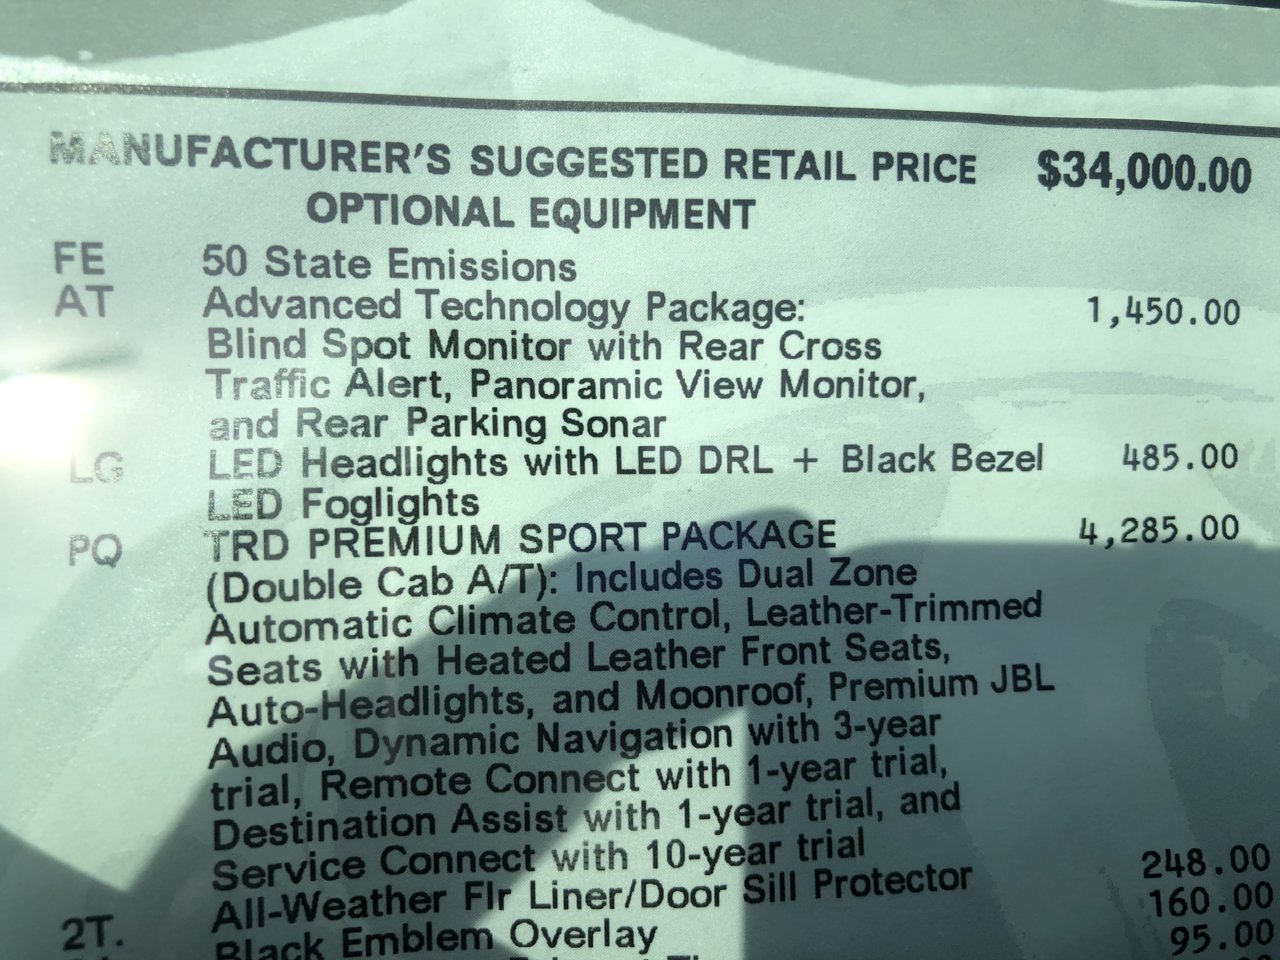 MANUFACTURER'S SUGGESTED RETAIL PRICE $34,000.00
OPTIONAL EQUIPMENT
FE 50 State Emissions
AT Advanced Technology Package: 1,450.00
Blind Spot Monitor with Rear Cross
Traffic Alert, Panoramic View Monitor,
and Rear Parking Sonar
LG LED Headlights with LED DRL + Black Bezel 485.00
LED Foglights
PQ TRD PREMIUM SPORT PACKAGE 4,285.00
(Double Cab A/T): Includes Dual Zone
Automatic Climate Control, Leather-Trimmed
Seats with Heated Leather Front Seats,
Auto-Headlights, and Moonroof, Premium JBL
Audio, Dynamic Navigation with 3-year
trial, Remote Connect with 1-year trial,
Destination Assist with 1-year trial, and
Service Connect with 10-year trial
2T. All-Weather Flr Liner/Door Sill Protector 248.00
Black Emblem Overlay 160.00
95.00